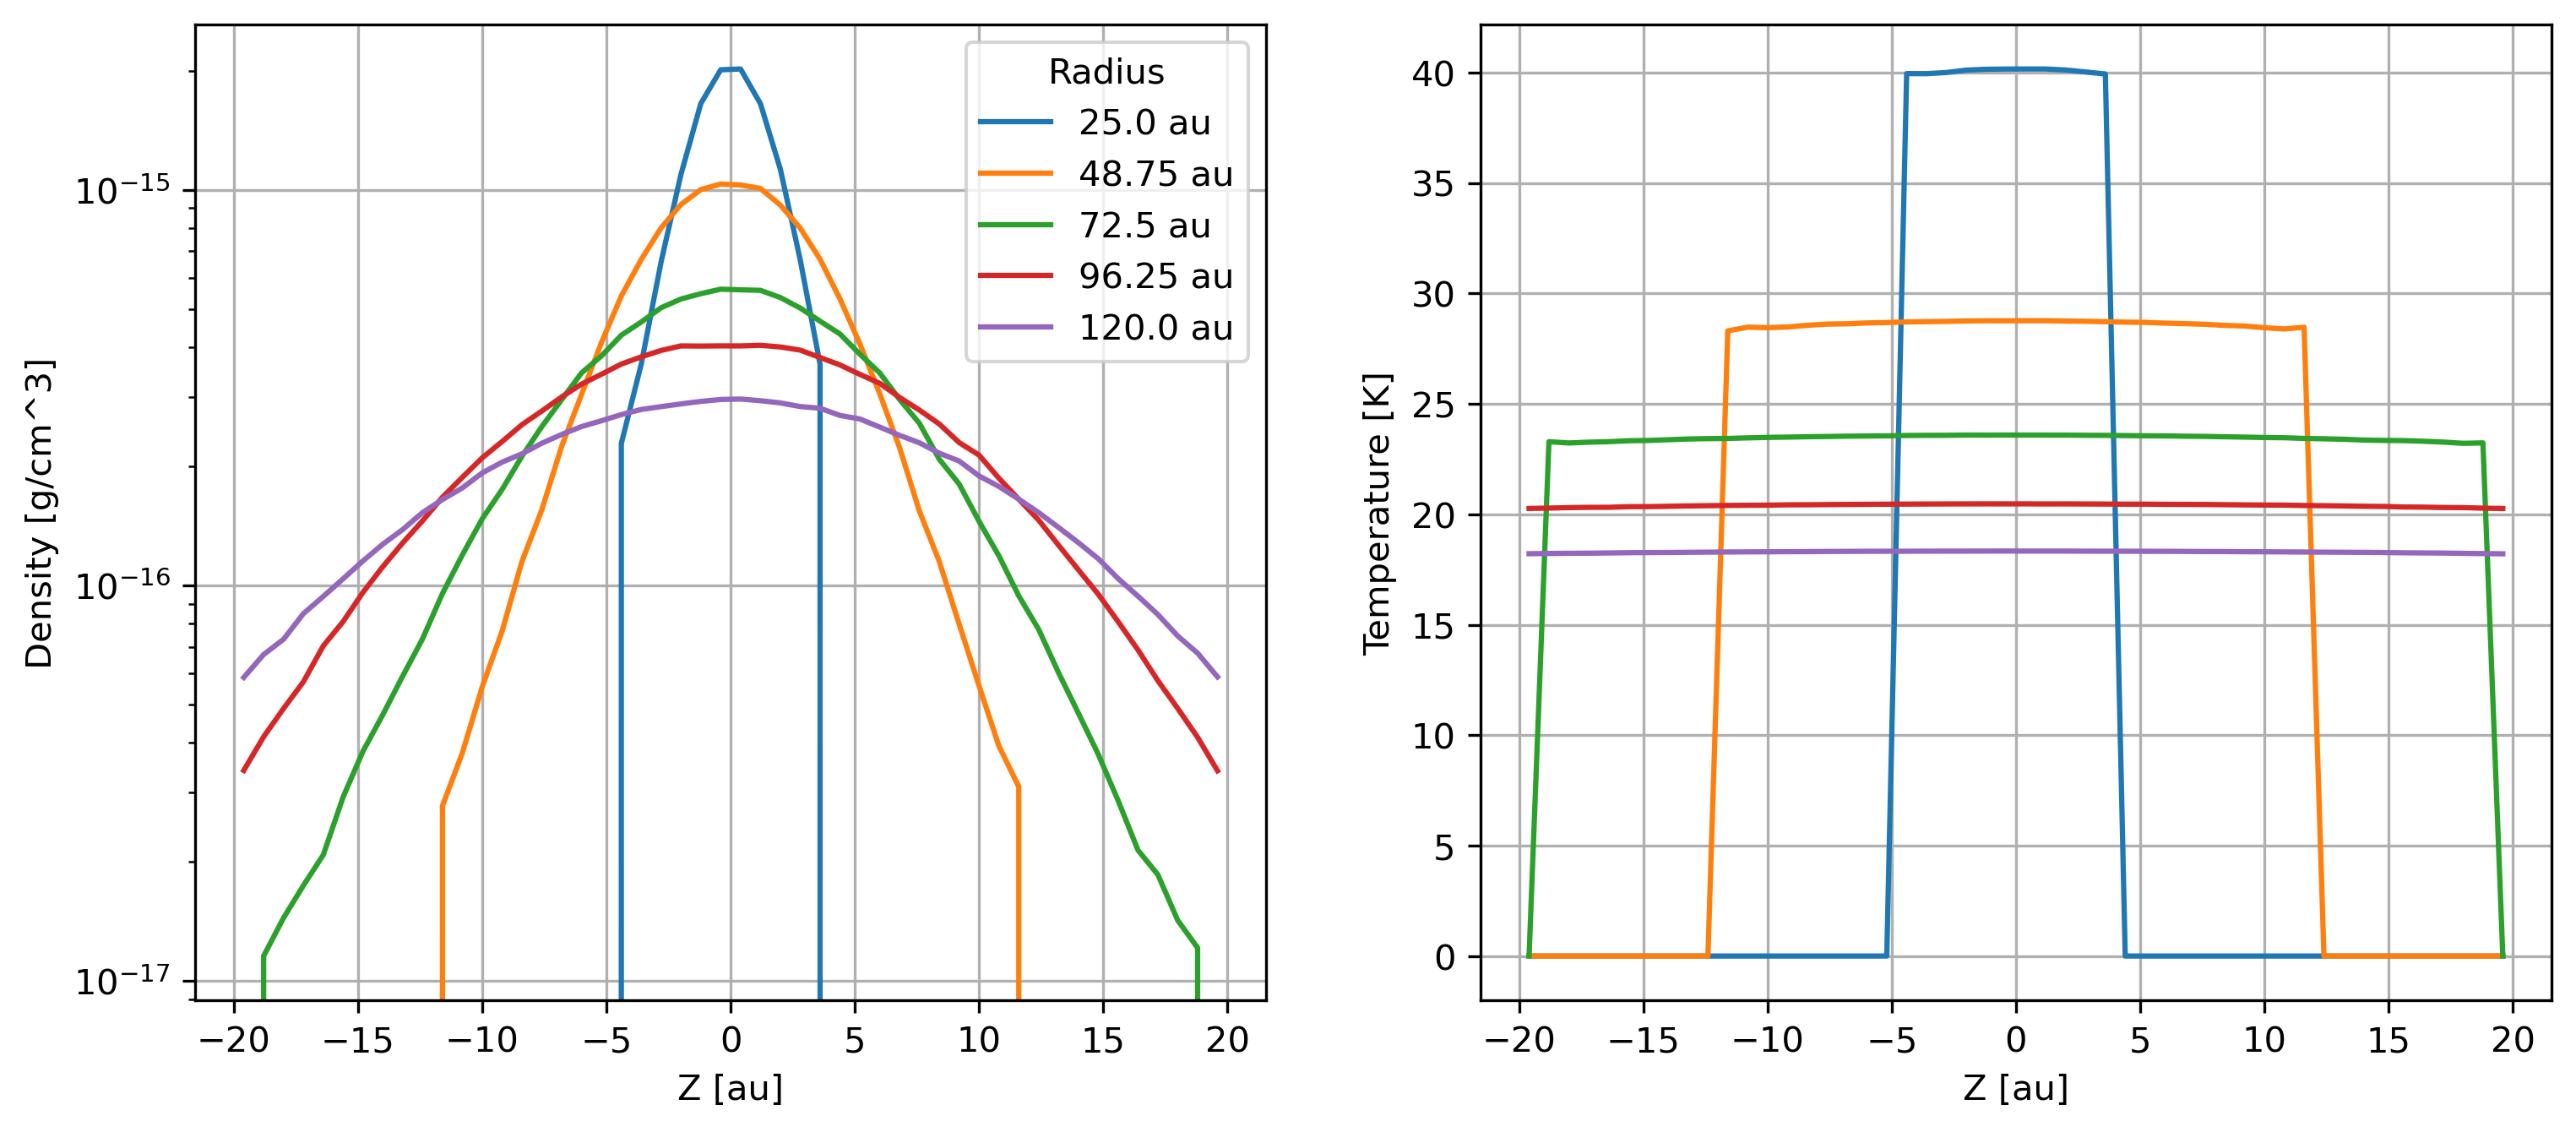 Density [g/cm^3]
10⁻¹⁵
10⁻¹⁶
10⁻¹⁷
Radius
25.0 au
48.75 au
72.5 au
96.25 au
120.0 au
−20 −15 −10 −5 0 5 10 15 20
Z [au]
Temperature [K]
40
35
30
25
20
15
10
5
0
−20 −15 −10 −5 0 5 10 15 20
Z [au]